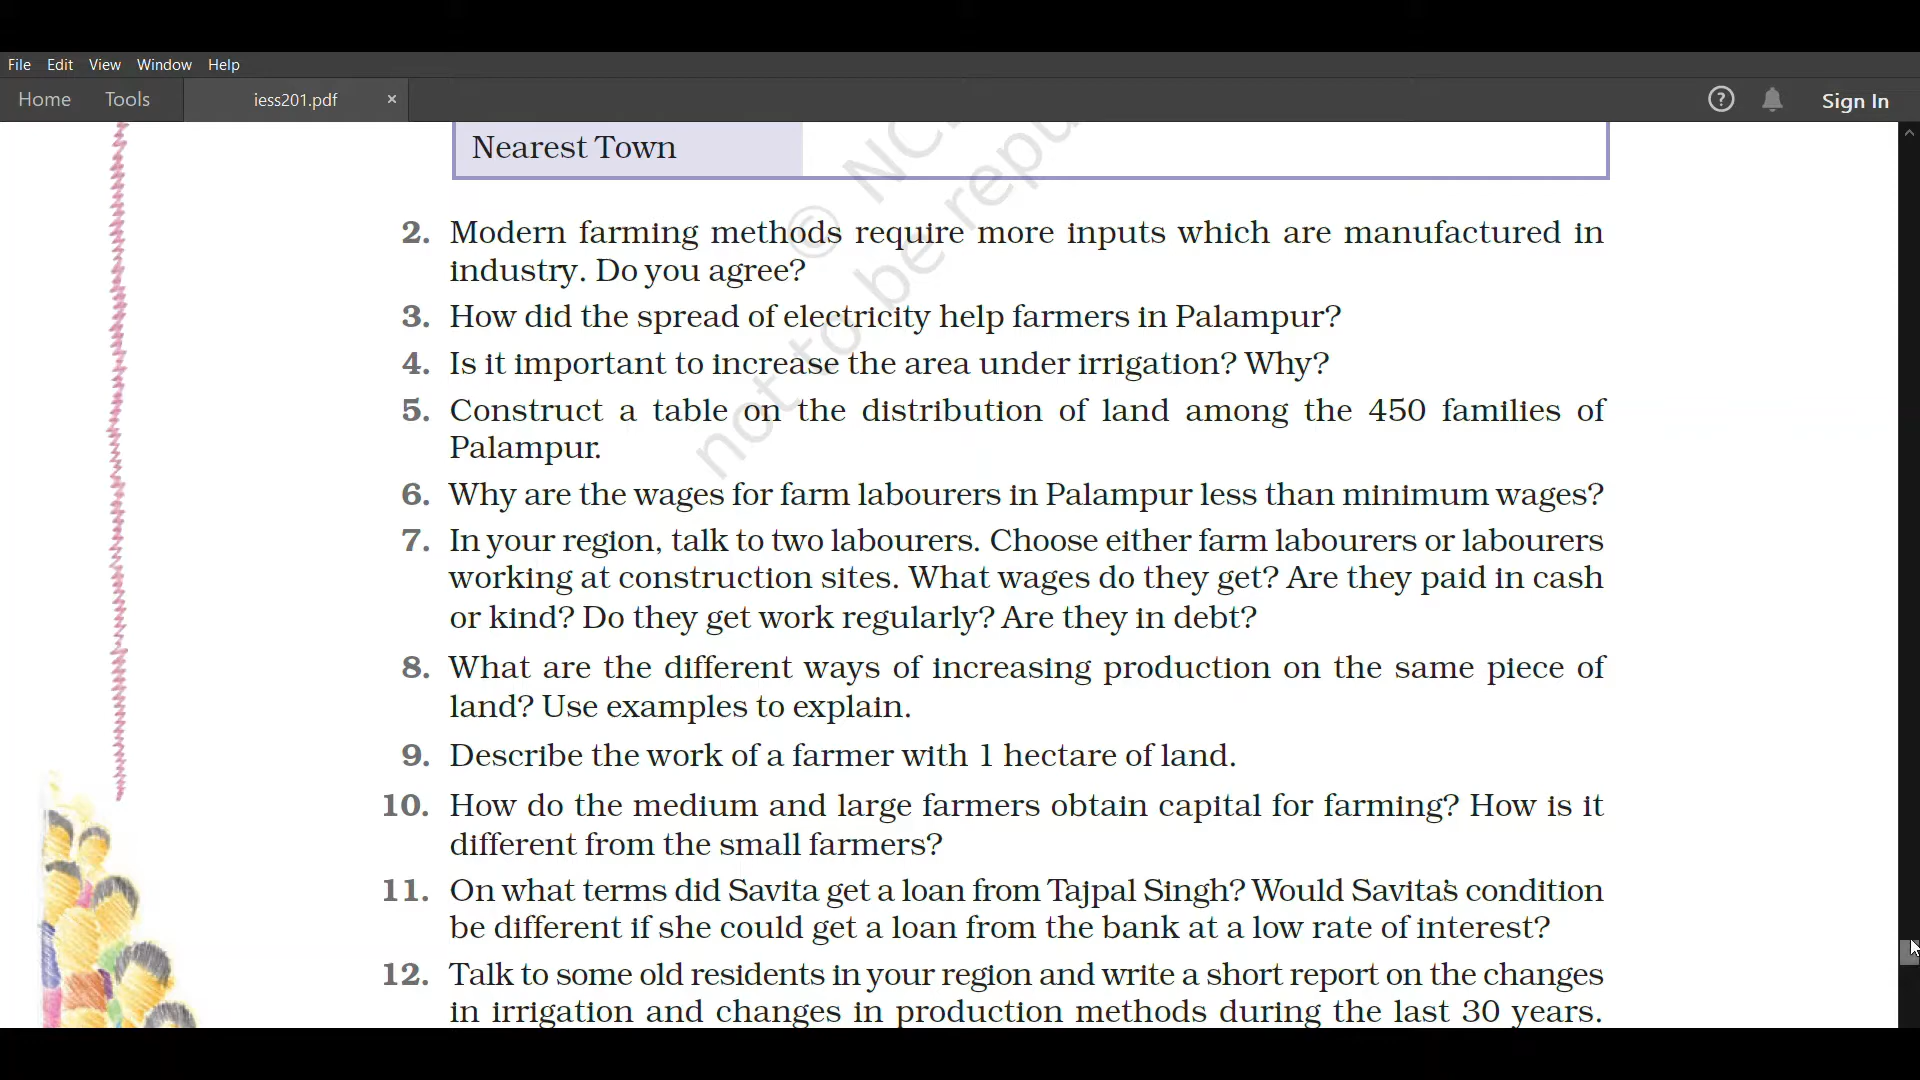 File Edit View Window Help
Home Tools iess201.pdf × ? Sign In
Nearest Town
© NC
not to be repu
2. Modern farming methods require more inputs which are manufactured in
industry. Do you agree?
3. How did the spread of electricity help farmers in Palampur?
4. Is it important to increase the area under irrigation? Why?
5. Construct a table on the distribution of land among the 450 families of
Palampur.
6. Why are the wages for farm labourers in Palampur less than minimum wages?
7. In your region, talk to two labourers. Choose either farm labourers or labourers
working at construction sites. What wages do they get? Are they paid in cash
or kind? Do they get work regularly? Are they in debt?
8. What are the different ways of increasing production on the same piece of
land? Use examples to explain.
9. Describe the work of a farmer with 1 hectare of land.
10. How do the medium and large farmers obtain capital for farming? How is it
different from the small farmers?
11. On what terms did Savita get a loan from Tajpal Singh? Would Savita's condition
be different if she could get a loan from the bank at a low rate of interest?
12. Talk to some old residents in your region and write a short report on the changes
in irrigation and changes in production methods during the last 30 years.